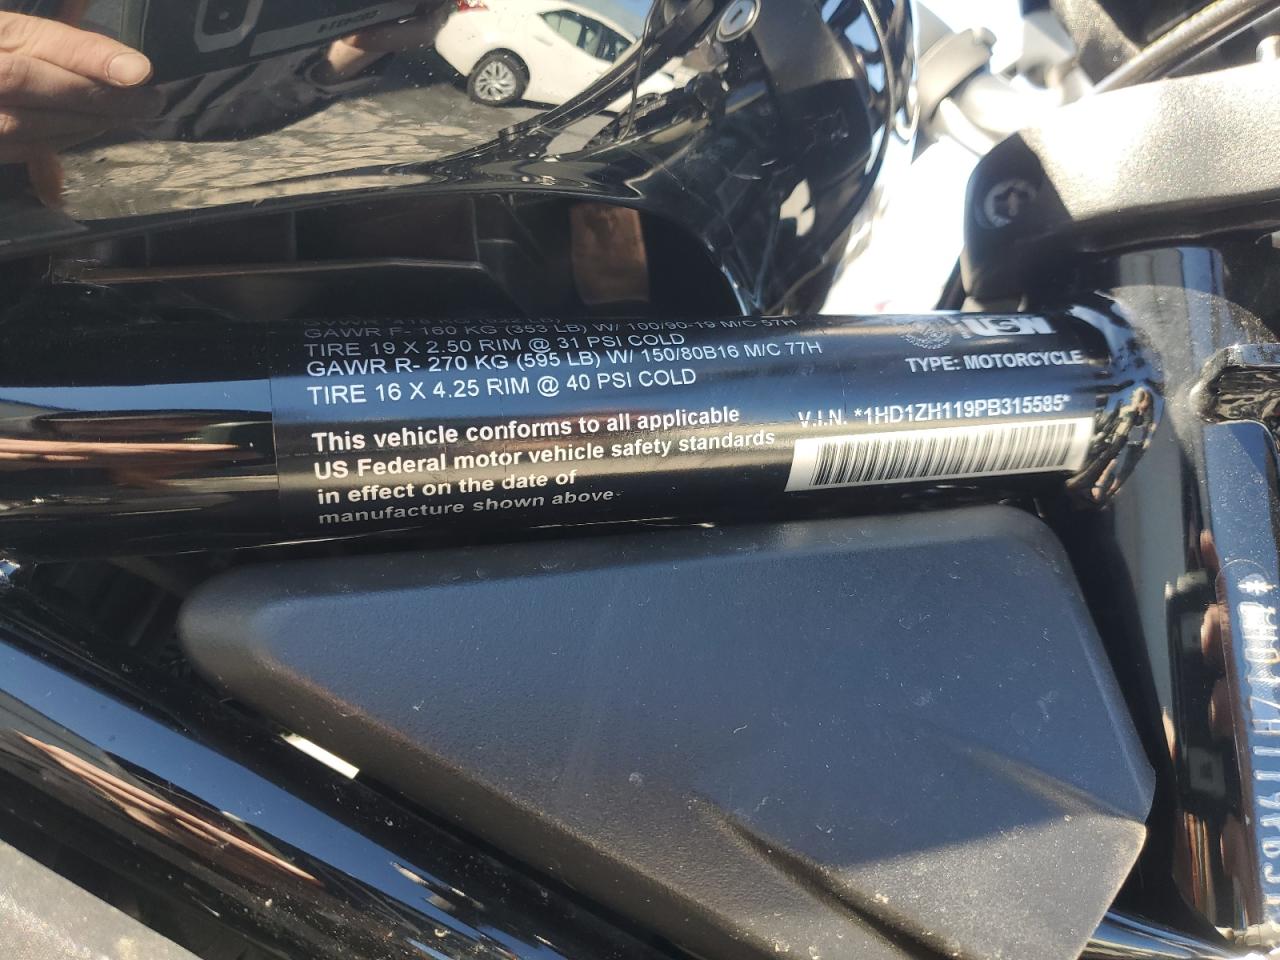 GAWR F- 160 KG (353 LB) W/ 100/90-19 M/C 57H
TIRE 19 X 2.50 RIM @ 31 PSI COLD
GAWR R- 270 KG (595 LB) W/ 150/80B16 M/C 77H
TIRE 16 X 4.25 RIM @ 40 PSI COLD
This vehicle conforms to all applicable
US Federal motor vehicle safety standards
in effect on the date of
manufacture shown above
TYPE: MOTORCYCLE
V.I.N. *1HD1ZH119PB315585*